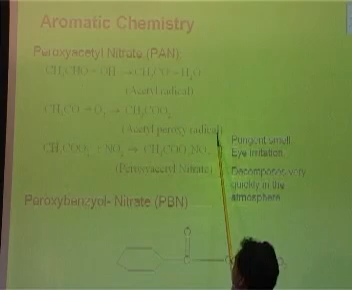 Aromatic Chemistry
Peroxyacetyl Nitrate (PAN)
CH₃CHO + OH → CH₃CO + H₂O
(Acetyl radical)
CH₃CO + O₂ → CH₃COO₂
(Acetyl peroxy radical)
CH₃COO₂ + NO₂ → CH₃COO₂NO₂
(Peroxyacetyl Nitrate)
Pungent smell
Eye irritation
Decomposes very
quickly in the
atmosphere
Peroxybenzyol- Nitrate (PBN)
O
C